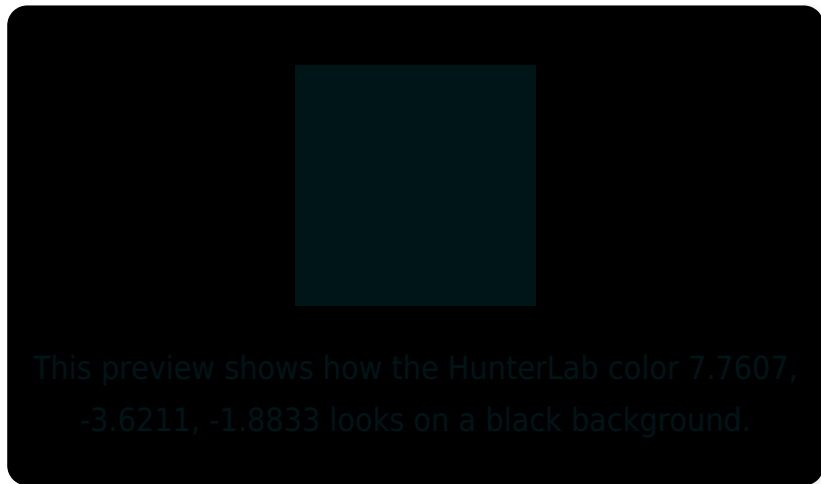 This preview shows how the HunterLab color 7.7607,
-3.6211, -1.8833 looks on a black background.